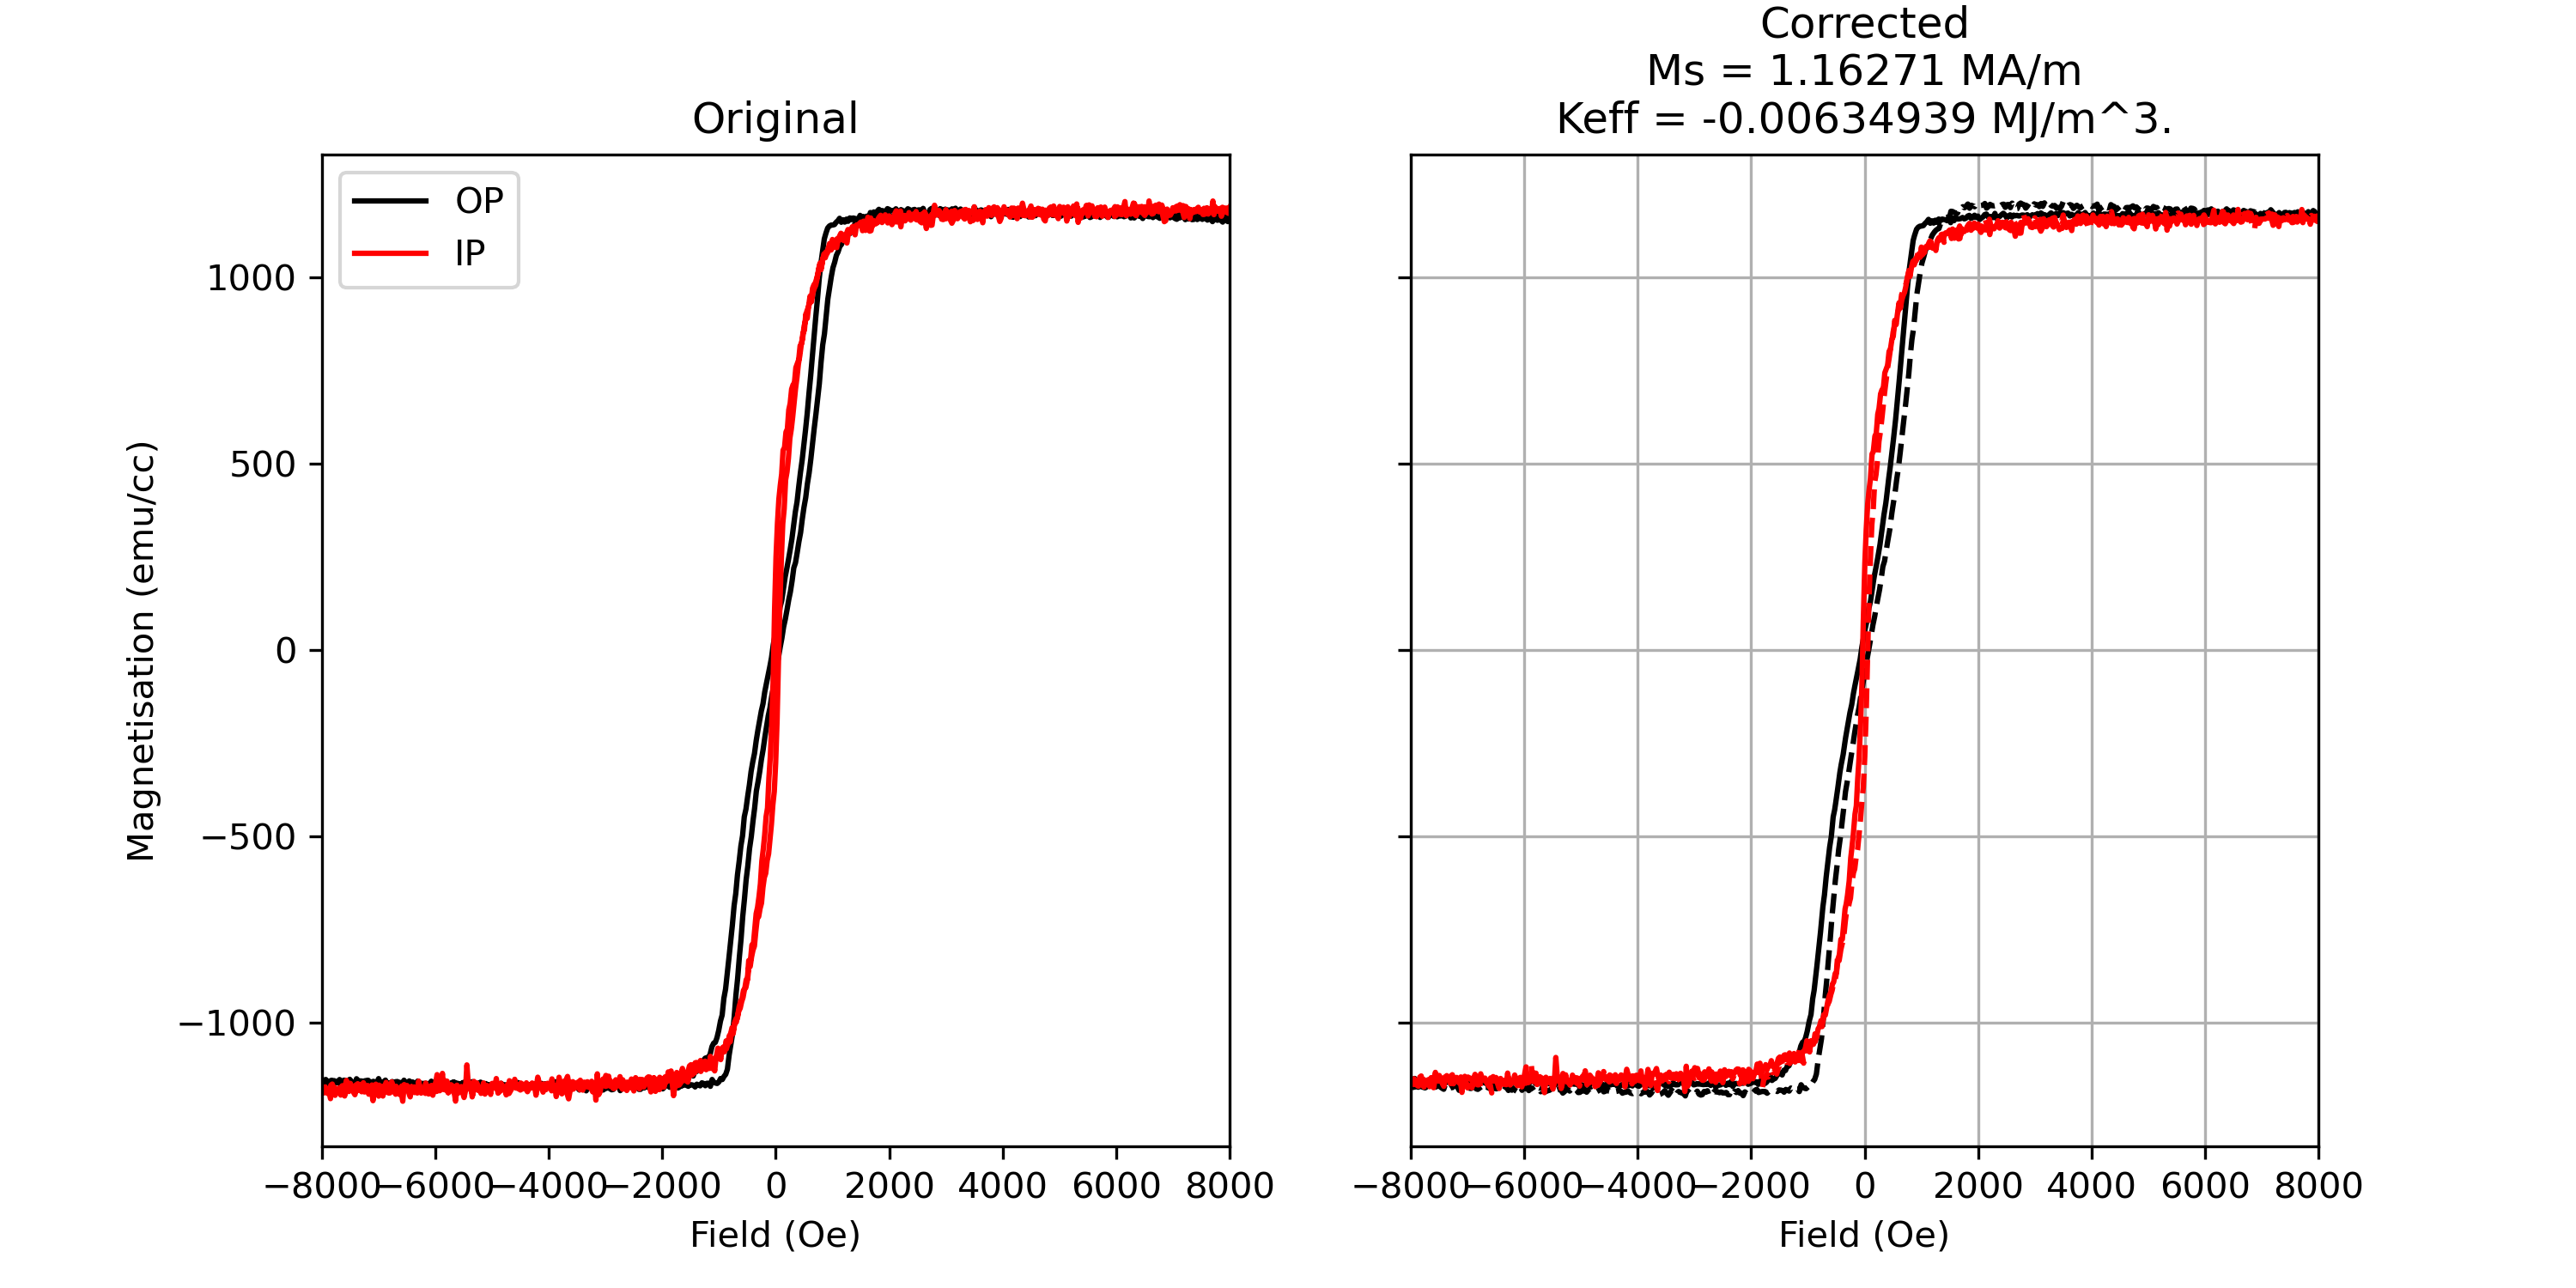 Original
OP
IP
1000
500
0
−500
−1000
Magnetisation (emu/cc)
−8000 −6000 −4000 −2000 0 2000 4000 6000 8000
Field (Oe)
Corrected
Ms = 1.16271 MA/m
Keff = -0.00634939 MJ/m^3.
−8000 −6000 −4000 −2000 0 2000 4000 6000 8000
Field (Oe)